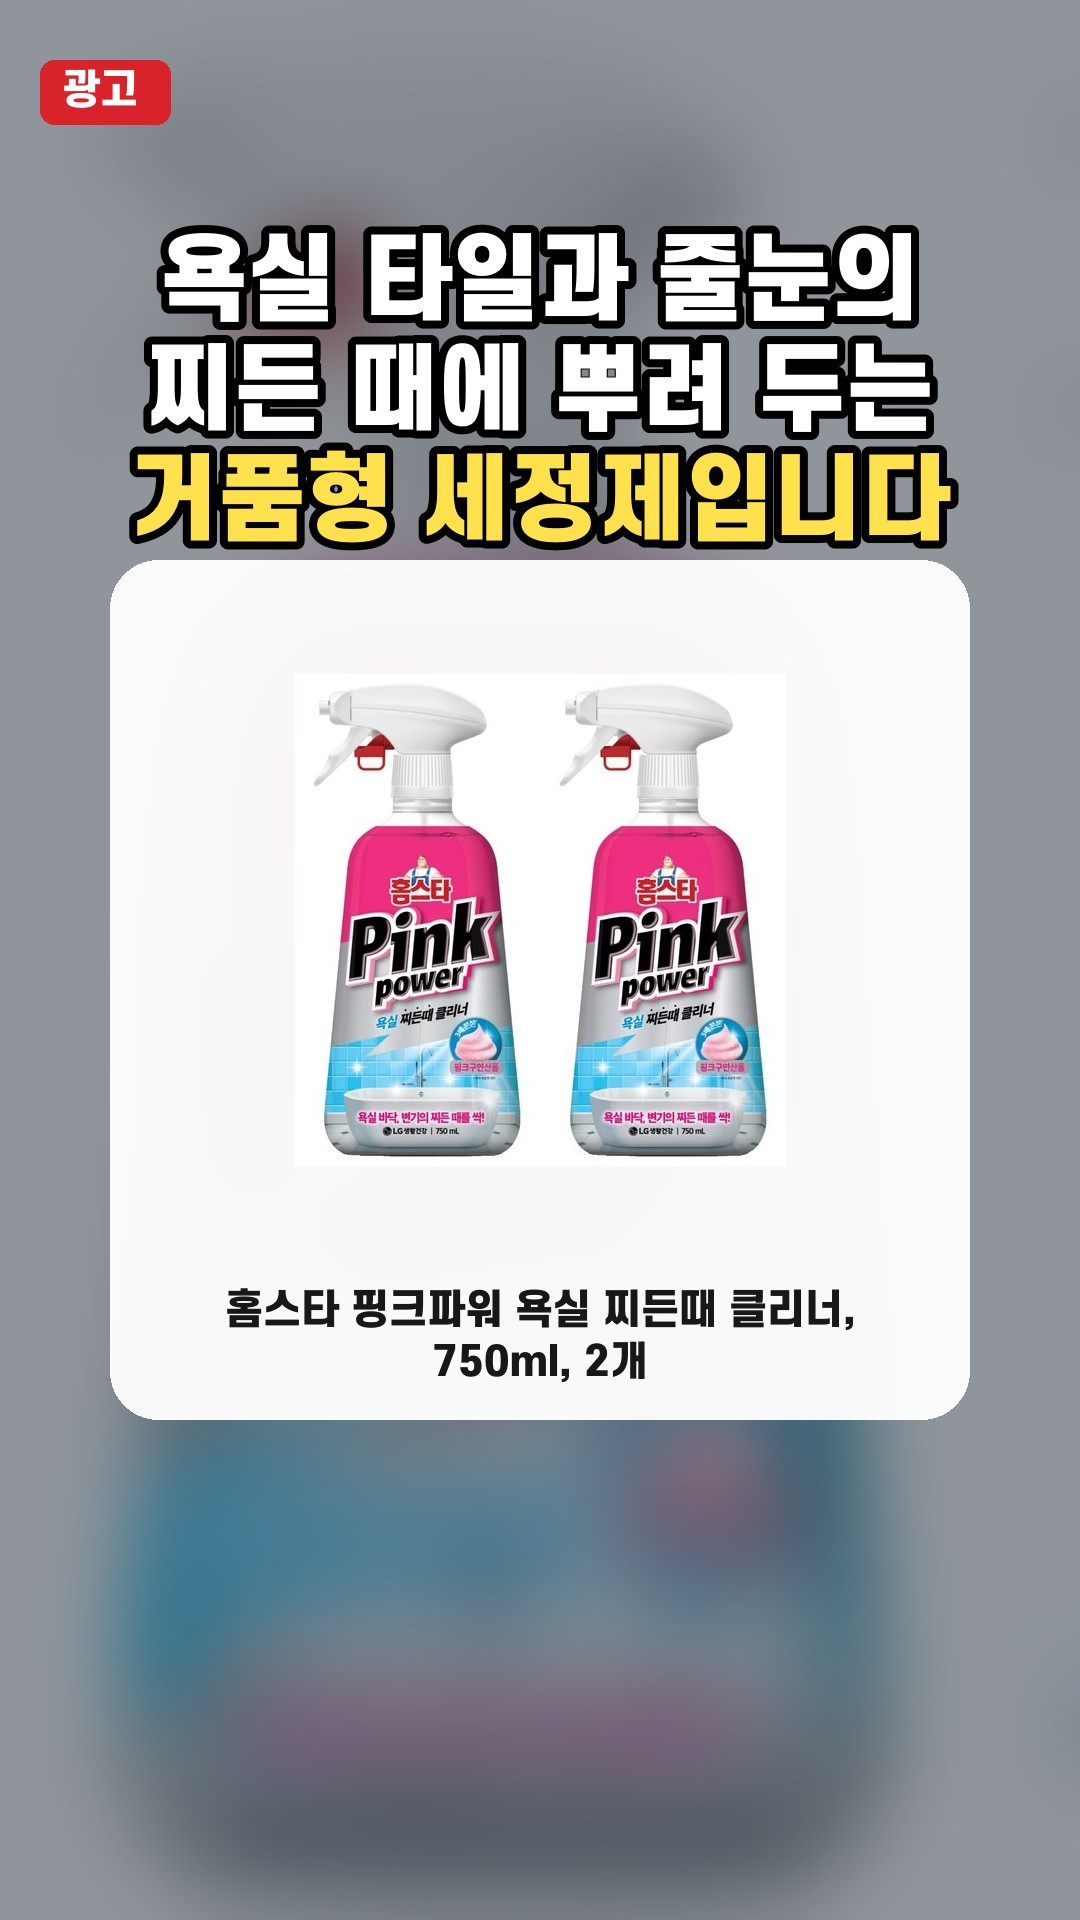 광고
욕실 타일과 줄눈의
찌든 때에 뿌려 두는
거품형 세정제입니다
홈스타
Pink
power
욕실 찌든때 클리너
핑크구연산폼
욕실 바닥, 변기의 찌든 때를 싹!
LG생활건강 | 750 mL
홈스타
Pink
power
욕실 찌든때 클리너
핑크구연산폼
욕실 바닥, 변기의 찌든 때를 싹!
LG생활건강 | 750 mL
홈스타 핑크파워 욕실 찌든때 클리너,
750ml, 2개